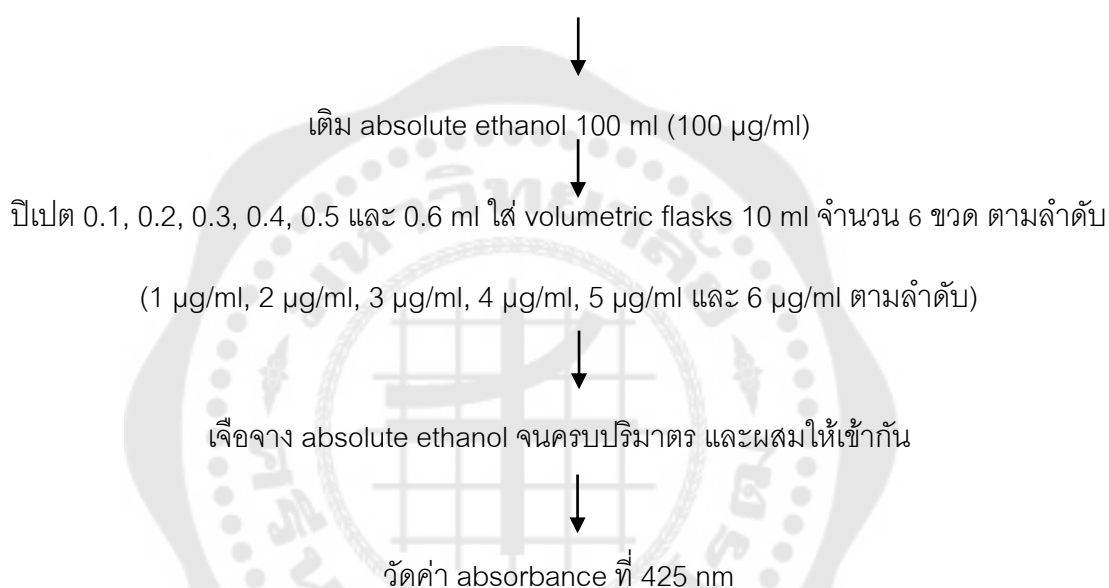 เติม absolute ethanol 100 ml (100 µg/ml)
ปิเปต 0.1, 0.2, 0.3, 0.4, 0.5 และ 0.6 ml ใส่ volumetric flasks 10 ml จำนวน 6 ขวด ตามลำดับ
(1 µg/ml, 2 µg/ml, 3 µg/ml, 4 µg/ml, 5 µg/ml และ 6 µg/ml ตามลำดับ)
เจือจาง absolute ethanol จนครบปริมาตร และผสมให้เข้ากัน
วัดค่า absorbance ที่ 425 nm